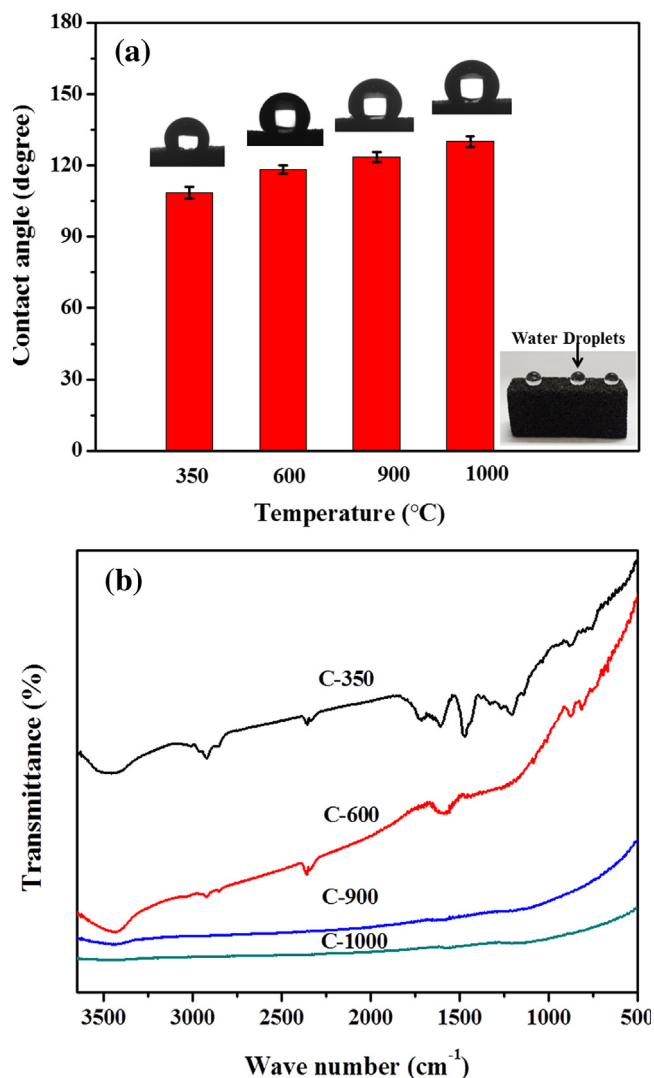 (a)
Contact angle (degree)
180
150
120
90
60
30
0
Water Droplets
350 600 900 1000
Temperature (°C)
(b)
Transmittance (%)
C-350
C-600
C-900
C-1000
3500 3000 2500 2000 1500 1000 500
Wave number (cm⁻¹)